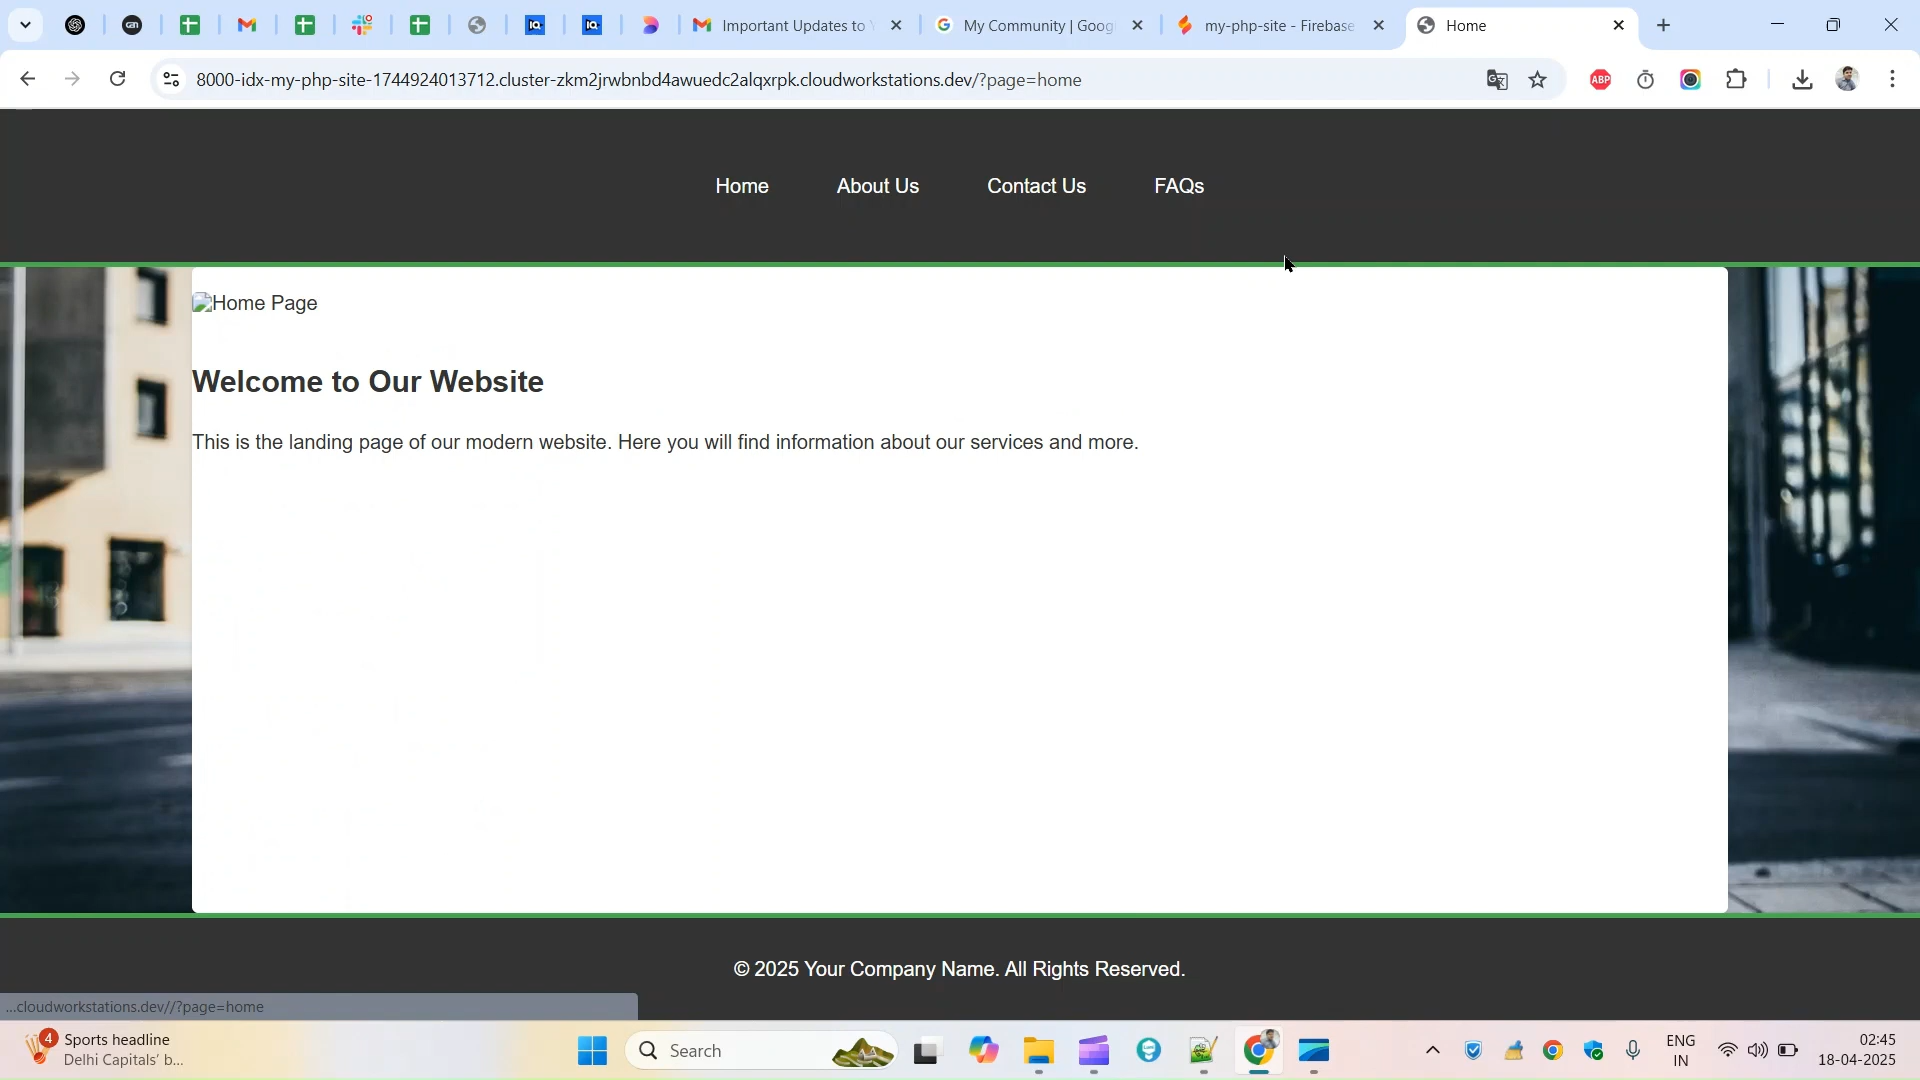 Important Updates to Y
My Community | Goog
my-php-site - Firebase
Home
8000-idx-my-php-site-1744924013712.cluster-zkm2jrwbnbd4awuedc2alqxrpk.cloudworkstations.dev/?page=home
ABP
Home
About Us
Contact Us
FAQs
Home Page
Welcome to Our Website
This is the landing page of our modern website. Here you will find information about our services and more.
© 2025 Your Company Name. All Rights Reserved.
...cloudworkstations.dev//?page=home
4
Sports headline
Delhi Capitals' b...
Search
ENG
IN
02:45
18-04-2025